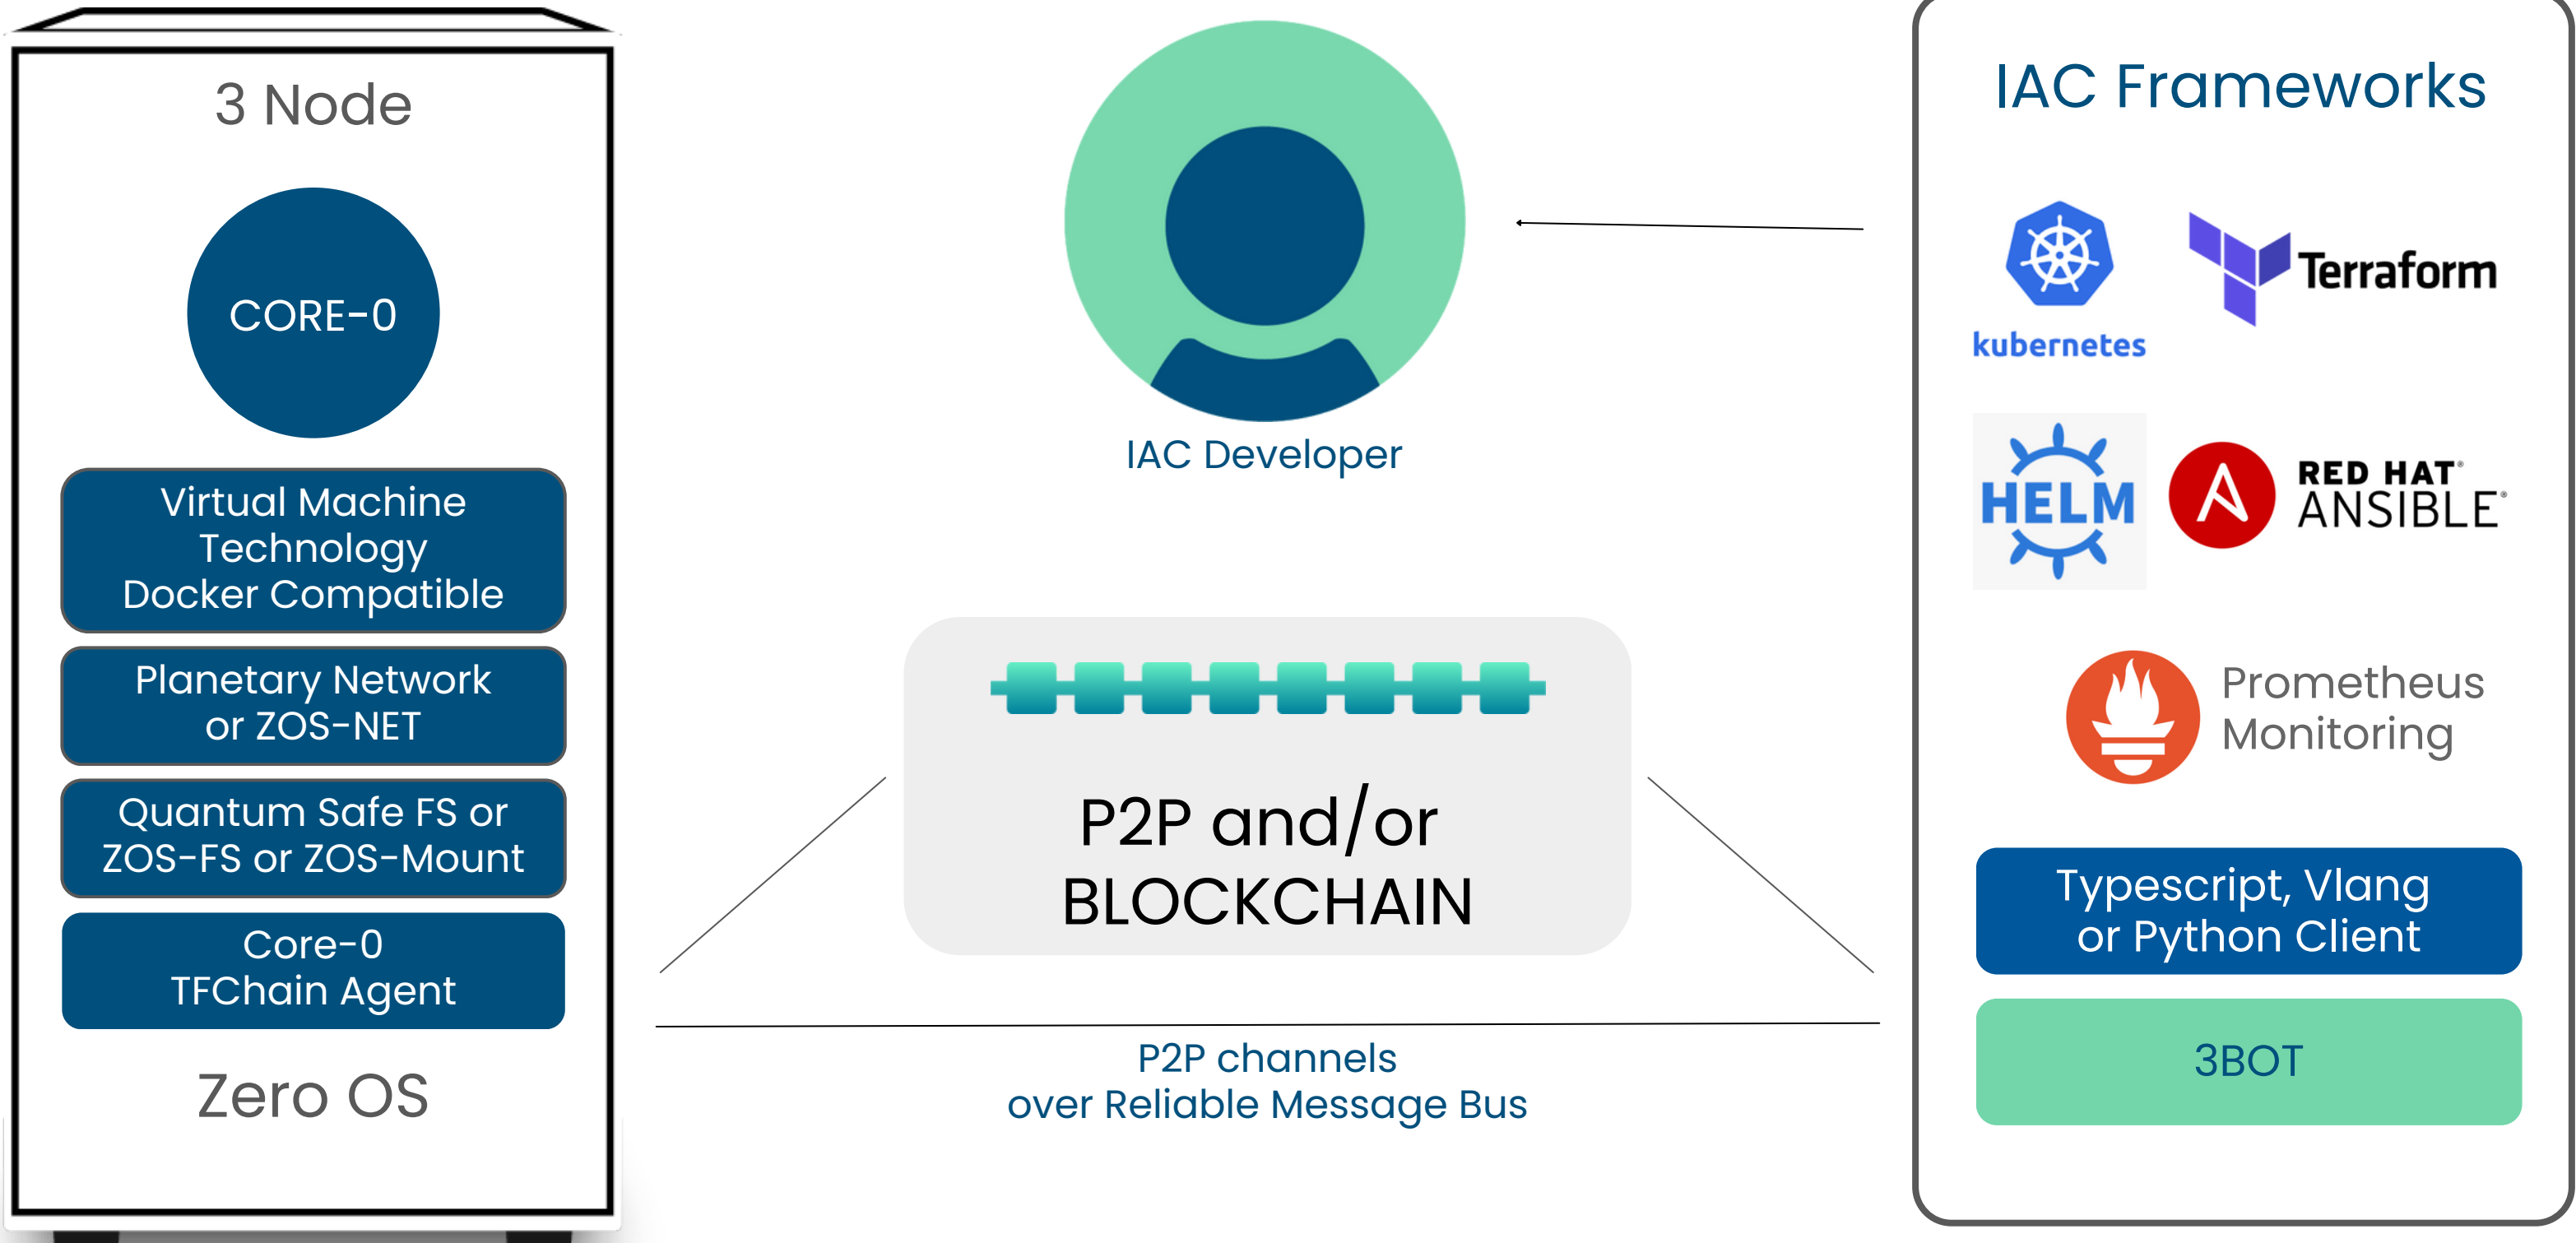 3 Node
CORE-0
Virtual Machine
Technology
Docker Compatible
Planetary Network
or ZOS-NET
Quantum Safe FS or
ZOS-FS or ZOS-Mount
Core-0
TFChain Agent
Zero OS
IAC Developer
P2P and/or
BLOCKCHAIN
P2P channels
over Reliable Message Bus
IAC Frameworks
kubernetes
Terraform
HELM
RED HAT®
ANSIBLE®
Prometheus
Monitoring
Typescript, Vlang
or Python Client
3BOT